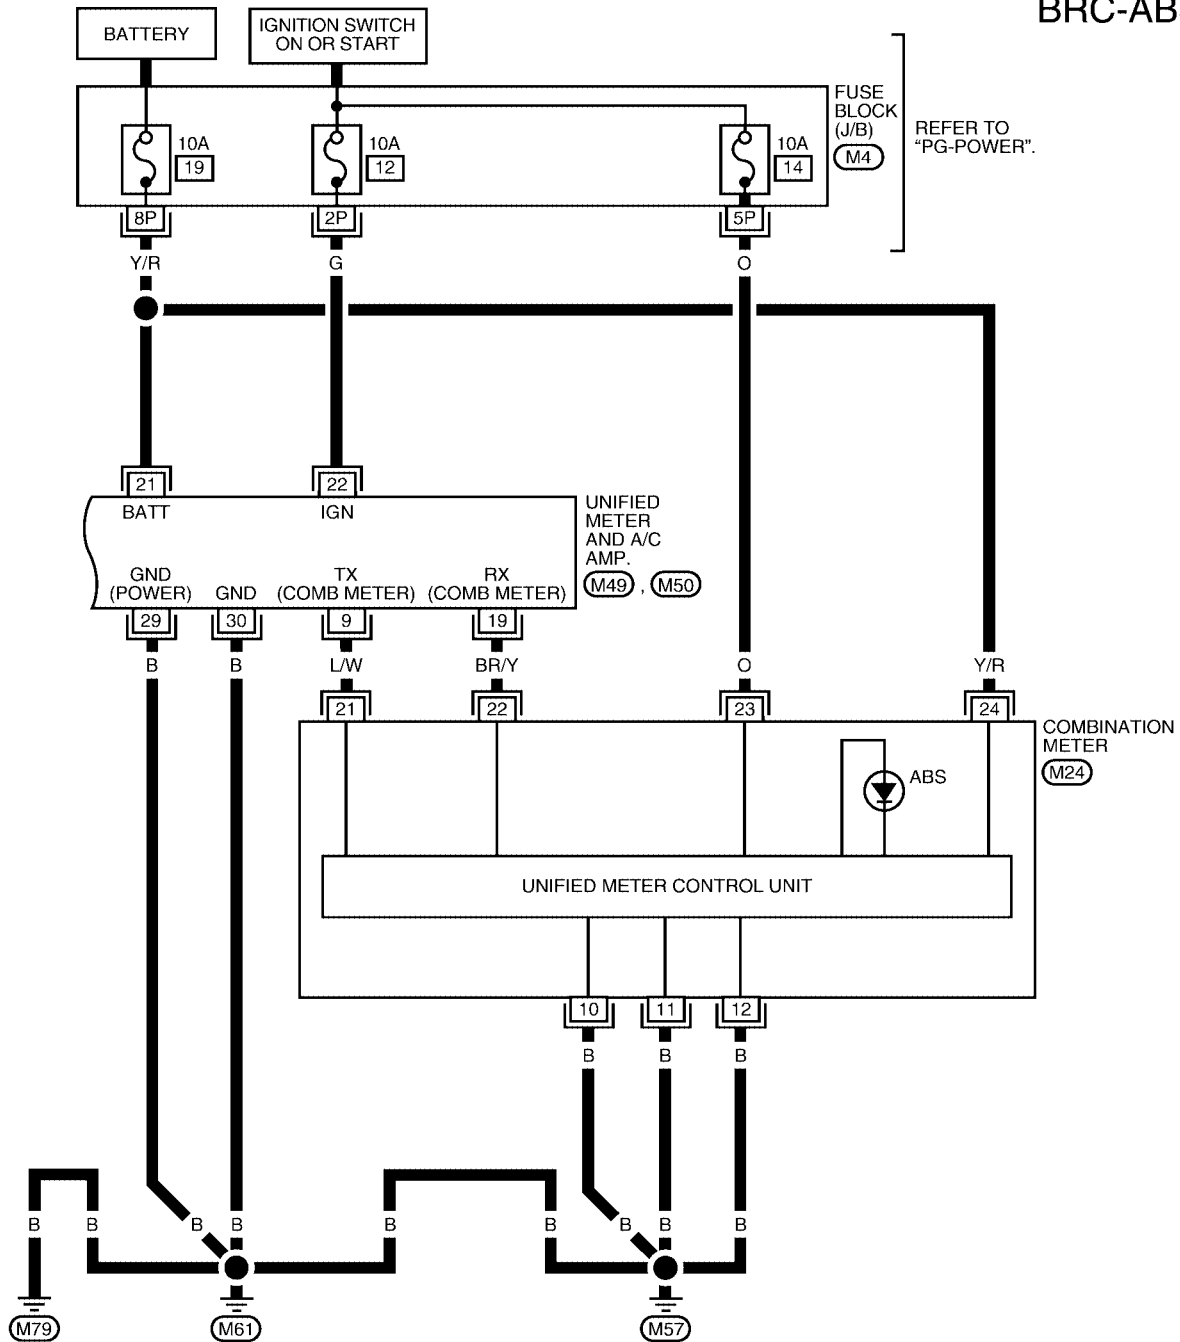 BRC-AB
BATTERY
IGNITION SWITCH
ON OR START
FUSE
BLOCK
(J/B)
M4
REFER TO
“PG-POWER”.
10A
19
10A
12
10A
14
8P
2P
5P
Y/R
G
O
21
22
BATT
IGN
UNIFIED
METER
AND A/C
AMP.
M49 , M50
GND
(POWER)
GND
TX
(COMB METER)
RX
(COMB METER)
29
30
9
19
B
B
L/W
BR/Y
O
Y/R
21
22
23
24
COMBINATION
METER
M24
ABS
UNIFIED METER CONTROL UNIT
10
11
12
B
B
B
B
B
B
B
B
B
B
B
B
M79
M61
M57